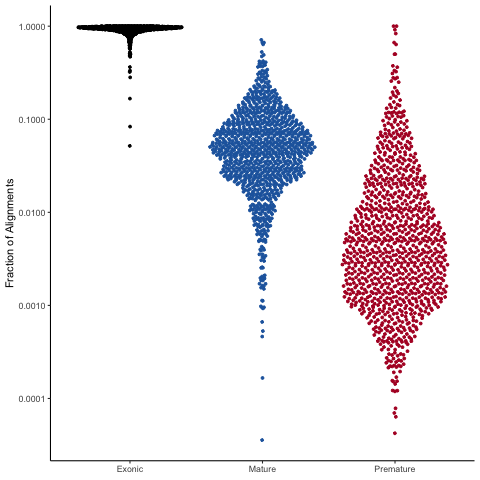 1.0000
0.1000
0.0100
0.0010
0.0001
Fraction of Alignments
Exonic
Mature
Premature